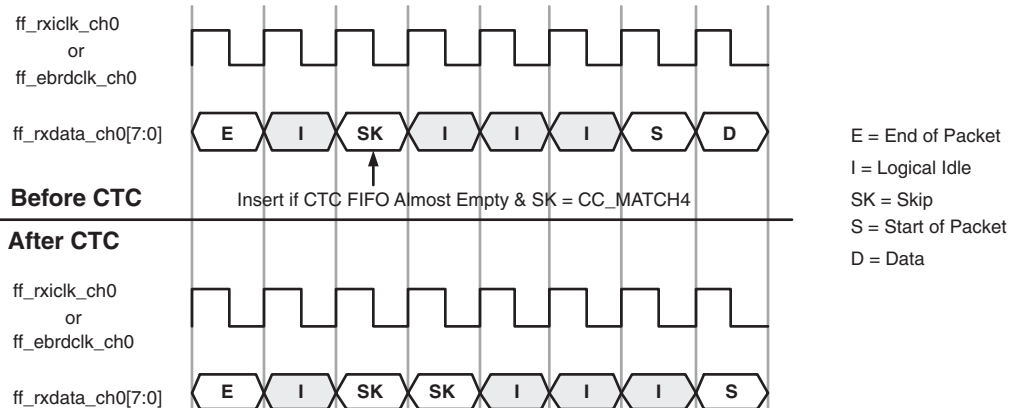 ff_rxiclk_ch0
or
ff_ebrdclk_ch0
ff_rxdata_ch0[7:0]
E I SK I I I S D
Before CTC
Insert if CTC FIFO Almost Empty & SK = CC_MATCH4
After CTC
ff_rxiclk_ch0
or
ff_ebrdclk_ch0
ff_rxdata_ch0[7:0]
E I SK SK I I I S
E = End of Packet
I = Logical Idle
SK = Skip
S = Start of Packet
D = Data